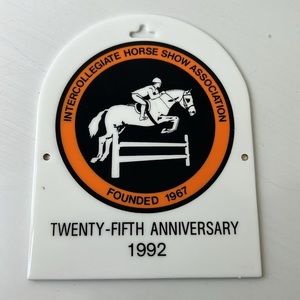 INTERCOLLEGIATE HORSE SHOW ASSOCIATION
FOUNDED 1967
TWENTY-FIFTH ANNIVERSARY
1992